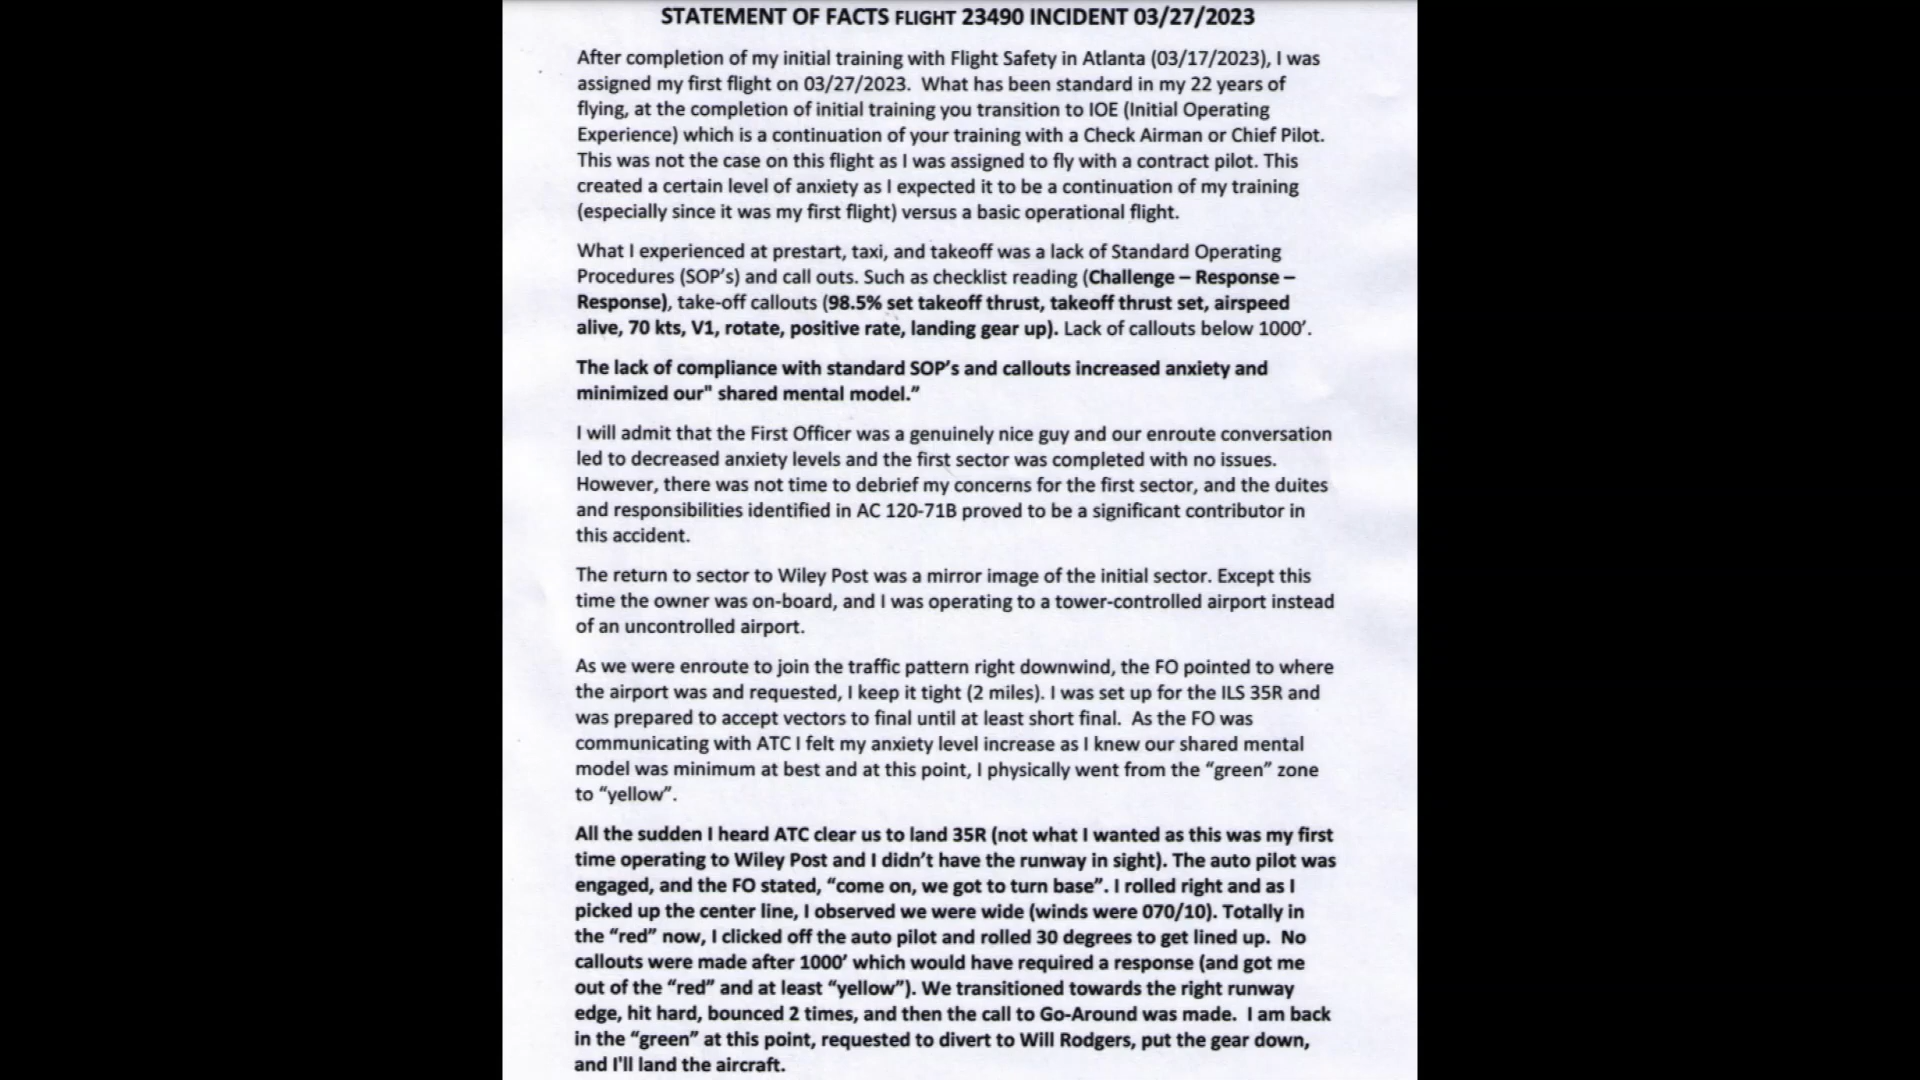 STATEMENT OF FACTS FLIGHT 23490 INCIDENT 03/27/2023
After completion of my initial training with Flight Safety in Atlanta (03/17/2023), I was
assigned my first flight on 03/27/2023.  What has been standard in my 22 years of
flying, at the completion of initial training you transition to IOE (Initial Operating
Experience) which is a continuation of your training with a Check Airman or Chief Pilot.
This was not the case on this flight as I was assigned to fly with a contract pilot. This
created a certain level of anxiety as I expected it to be a continuation of my training
(especially since it was my first flight) versus a basic operational flight.
What I experienced at prestart, taxi, and takeoff was a lack of Standard Operating
Procedures (SOP's) and call outs. Such as checklist reading (Challenge – Response –
Response), take-off callouts (98.5% set takeoff thrust, takeoff thrust set, airspeed
alive, 70 kts, V1, rotate, positive rate, landing gear up). Lack of callouts below 1000'.
The lack of compliance with standard SOP's and callouts increased anxiety and
minimized our" shared mental model.”
I will admit that the First Officer was a genuinely nice guy and our enroute conversation
led to decreased anxiety levels and the first sector was completed with no issues.
However, there was not time to debrief my concerns for the first sector, and the duites
and responsibilities identified in AC 120-71B proved to be a significant contributor in
this accident.
The return to sector to Wiley Post was a mirror image of the initial sector. Except this
time the owner was on-board, and I was operating to a tower-controlled airport instead
of an uncontrolled airport.
As we were enroute to join the traffic pattern right downwind, the FO pointed to where
the airport was and requested, I keep it tight (2 miles). I was set up for the ILS 35R and
was prepared to accept vectors to final until at least short final.  As the FO was
communicating with ATC I felt my anxiety level increase as I knew our shared mental
model was minimum at best and at this point, I physically went from the “green” zone
to “yellow”.
All the sudden I heard ATC clear us to land 35R (not what I wanted as this was my first
time operating to Wiley Post and I didn't have the runway in sight). The auto pilot was
engaged, and the FO stated, “come on, we got to turn base”. I rolled right and as I
picked up the center line, I observed we were wide (winds were 070/10). Totally in
the “red” now, I clicked off the auto pilot and rolled 30 degrees to get lined up.  No
callouts were made after 1000' which would have required a response (and got me
out of the “red” and at least “yellow”). We transitioned towards the right runway
edge, hit hard, bounced 2 times, and then the call to Go-Around was made.  I am back
in the “green” at this point, requested to divert to Will Rodgers, put the gear down,
and I'll land the aircraft.